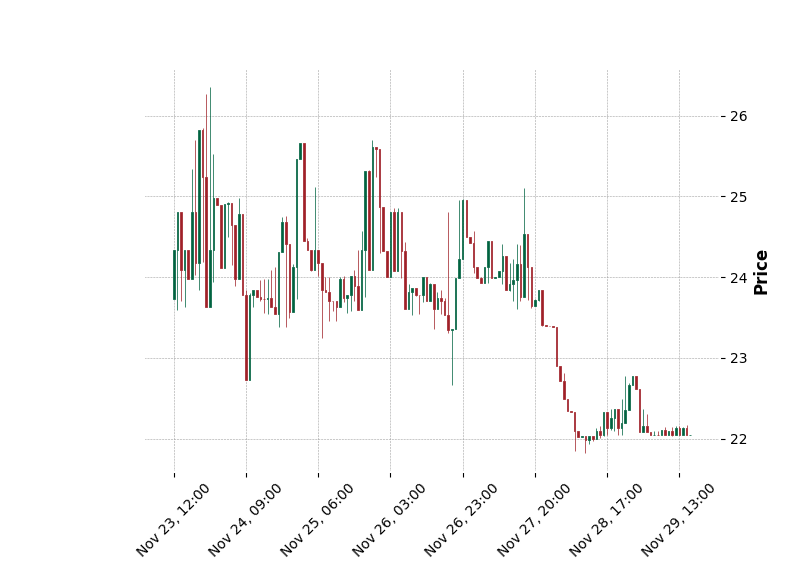 26
25
24
23
22
Price
Nov 23, 12:00
Nov 24, 09:00
Nov 25, 06:00
Nov 26, 03:00
Nov 26, 23:00
Nov 27, 20:00
Nov 28, 17:00
Nov 29, 13:00